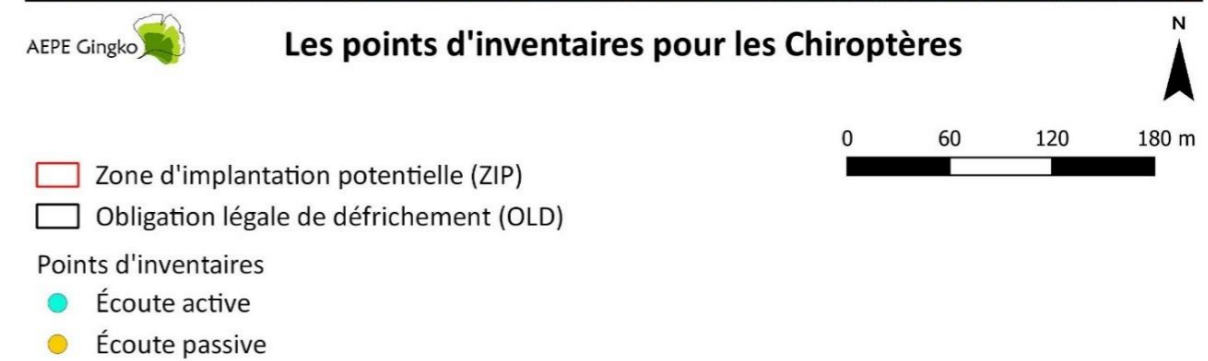 AEPE Gingko
Les points d'inventaires pour les Chiroptères
N
0 60 120 180 m
Zone d'implantation potentielle (ZIP)
Obligation légale de défrichement (OLD)
Points d'inventaires
Écoute active
Écoute passive